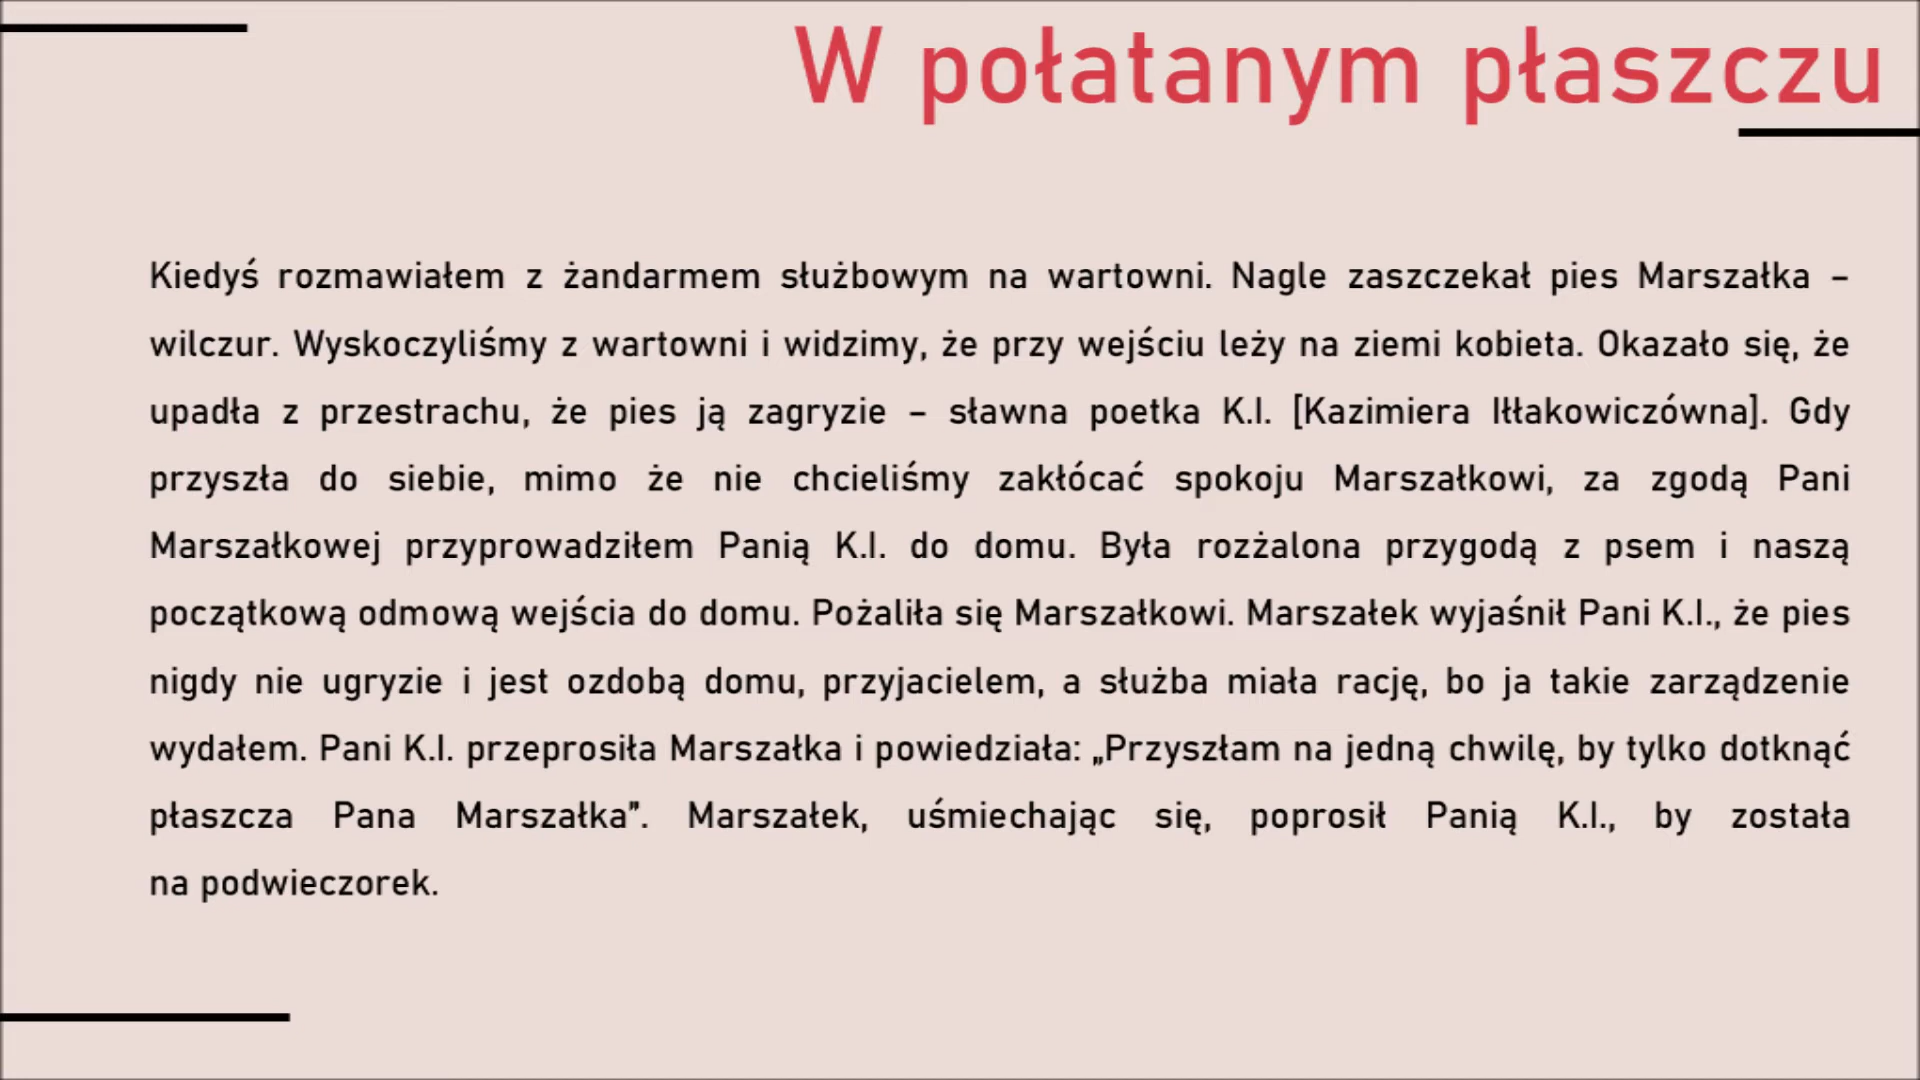 W połatanym płaszczu
Kiedyś rozmawiałem z żandarmem służbowym na wartowni. Nagle zaszczekał pies Marszałka –
wilczur. Wyskoczyliśmy z wartowni i widzimy, że przy wejściu leży na ziemi kobieta. Okazało się, że
upadła z przestrachu, że pies ją zagryzie – sławna poetka K.I. [Kazimiera Iłłakowiczówna]. Gdy
przyszła do siebie, mimo że nie chcieliśmy zakłócać spokoju Marszałkowi, za zgodą Pani
Marszałkowej przyprowadziłem Panią K.I. do domu. Była rozżalona przygodą z psem i naszą
początkową odmową wejścia do domu. Pożaliła się Marszałkowi. Marszałek wyjaśnił Pani K.I., że pies
nigdy nie ugryzie i jest ozdobą domu, przyjacielem, a służba miała rację, bo ja takie zarządzenie
wydałem. Pani K.I. przeprosiła Marszałka i powiedziała: „Przyszłam na jedną chwilę, by tylko dotknąć
płaszcza Pana Marszałka”. Marszałek, uśmiechając się, poprosił Panią K.I., by została
na podwieczorek.